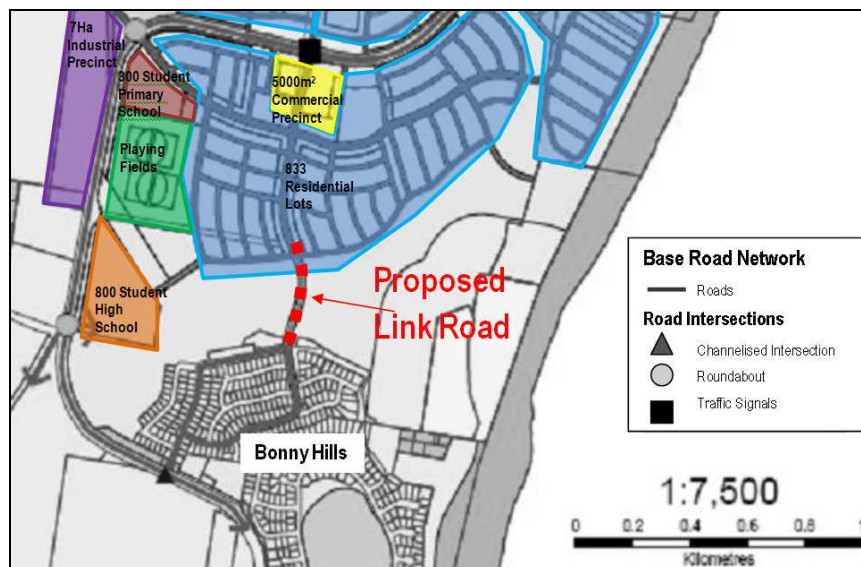 7Ha
Industrial
Precinct
300 Student
Primary
School
5000m²
Commercial
Precinct
Playing
Fields
833
Residential
Lots
800 Student
High
School
Proposed
Link Road
Bonny Hills
Base Road Network
Roads
Road Intersections
Channelised Intersection
Roundabout
Traffic Signals
1:7,500
0 0.2 0.4 0.6 0.8 1
Kilometres